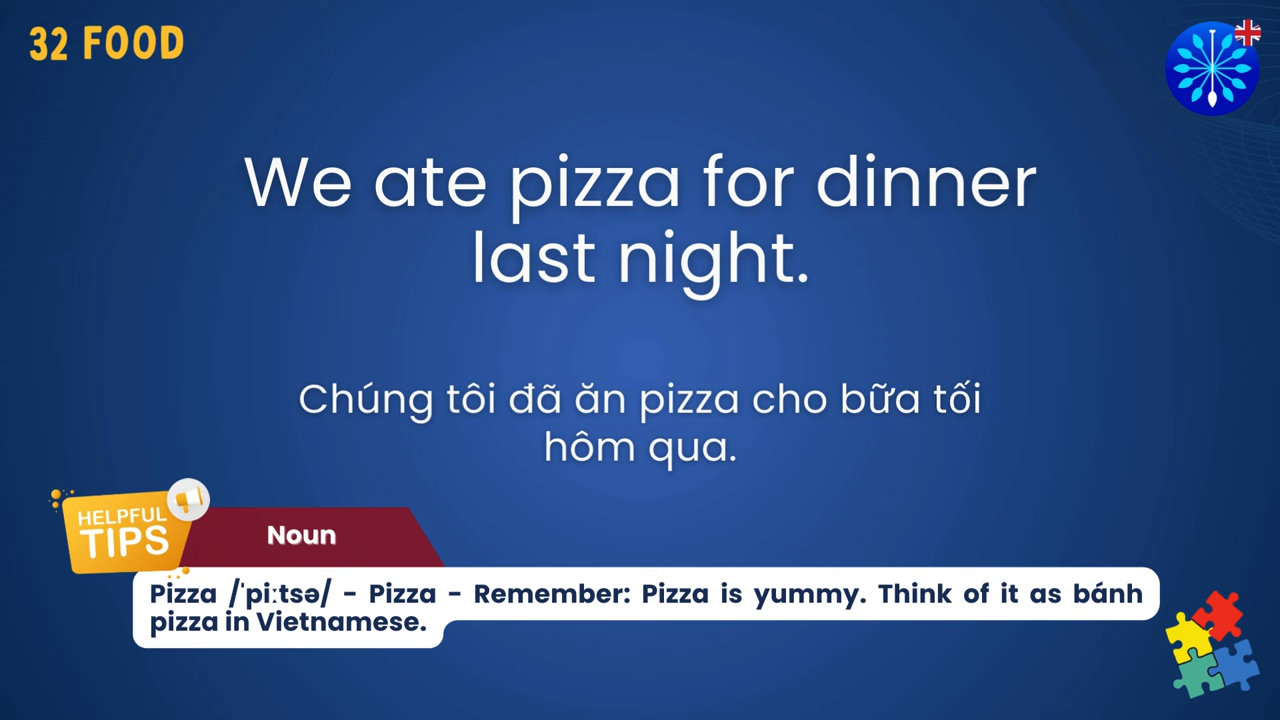 32 FOOD
We ate pizza for dinner
last night.
Chúng tôi đã ăn pizza cho bữa tối
hôm qua.
HELPFUL
TIPS
Noun
Pizza /ˈpiːtsə/ - Pizza - Remember: Pizza is yummy. Think of it as bánh
pizza in Vietnamese.